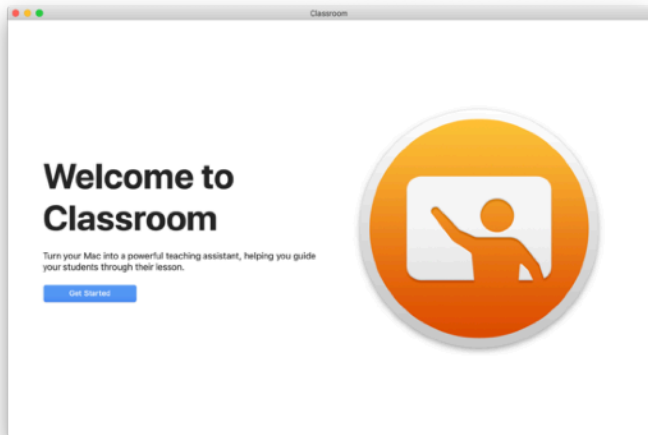 Classroom
Welcome to
Classroom
Turn your Mac into a powerful teaching assistant, helping you guide
your students through their lesson.
Get Started